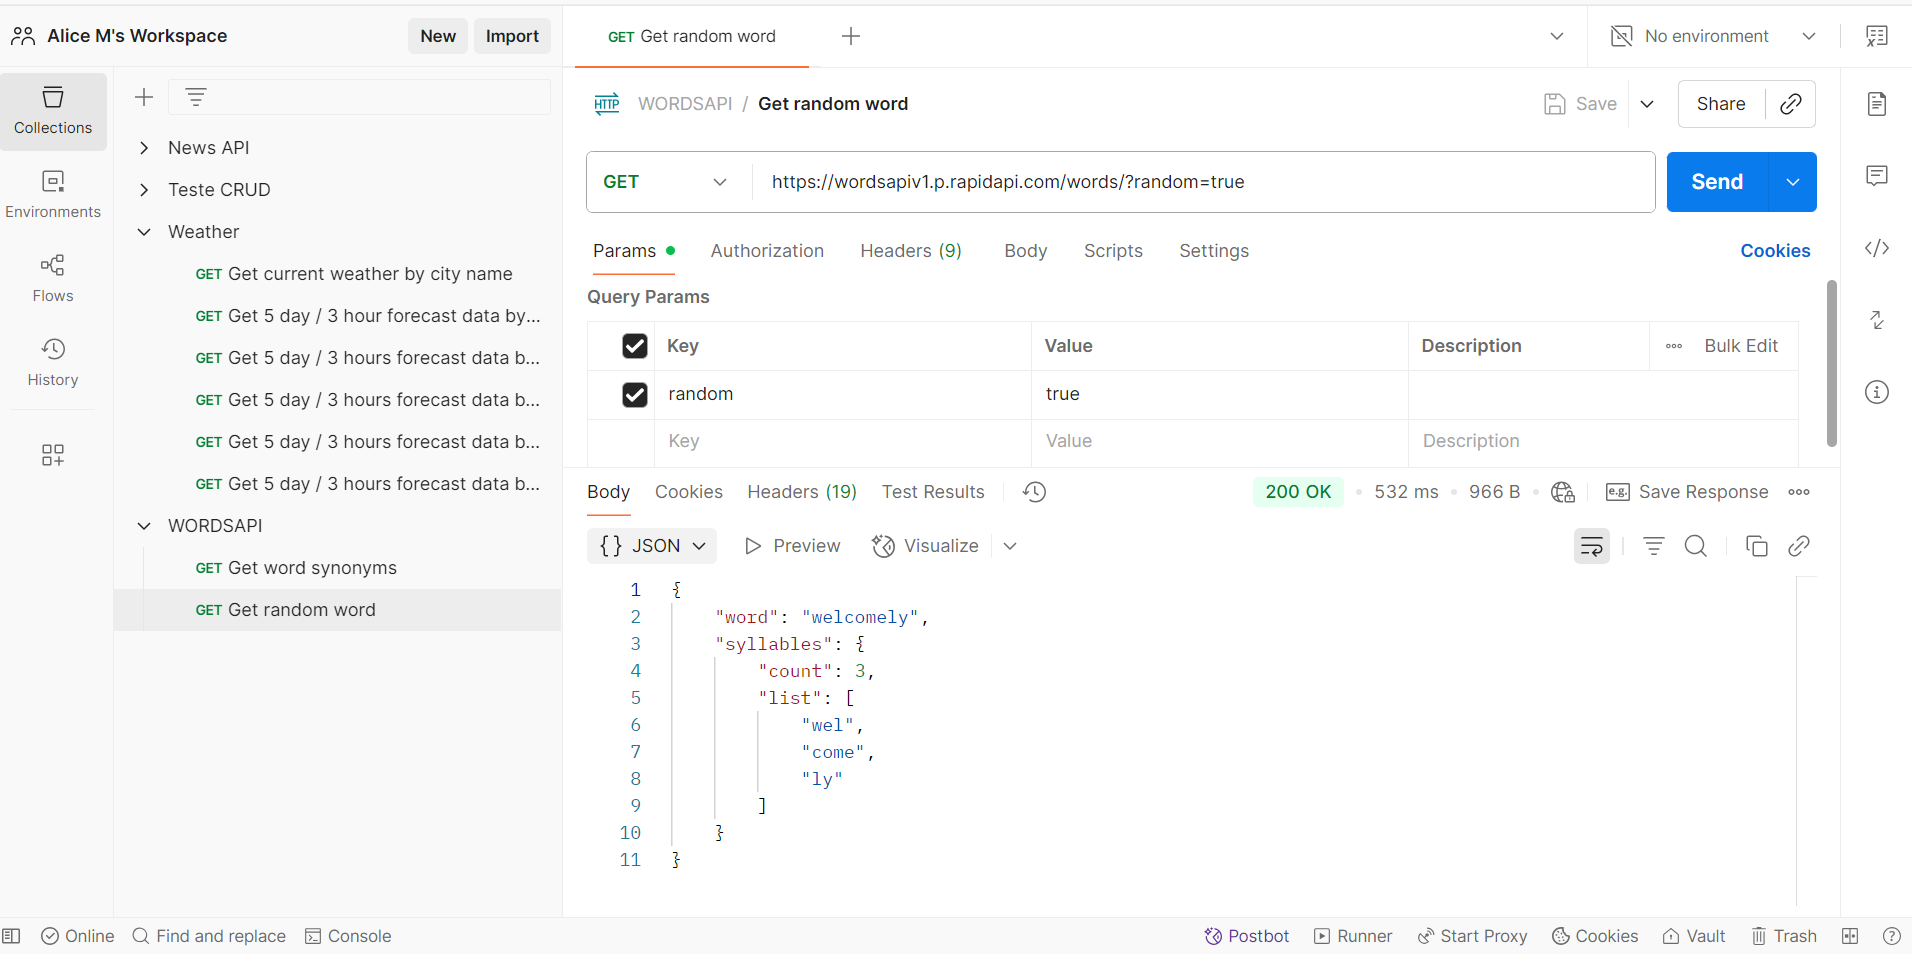 Alice M's Workspace
New
Import
GET Get random word
No environment
Collections
Environments
Flows
History
News API
Teste CRUD
Weather
GET Get current weather by city name
GET Get 5 day / 3 hour forecast data by...
GET Get 5 day / 3 hours forecast data b...
GET Get 5 day / 3 hours forecast data b...
GET Get 5 day / 3 hours forecast data b...
GET Get 5 day / 3 hours forecast data b...
WORDSAPI
GET Get word synonyms
GET Get random word
HTTP WORDSAPI / Get random word
Save
Share
GET
https://wordsapiv1.p.rapidapi.com/words/?random=true
Send
Params Authorization Headers (9) Body Scripts Settings Cookies
Query Params
Key Value Description Bulk Edit
random true
Key Value Description
Body Cookies Headers (19) Test Results 200 OK 532 ms 966 B e.g. Save Response
{} JSON Preview Visualize
1 {
2 "word": "welcomely",
3 "syllables": {
4 "count": 3,
5 "list": [
6 "wel",
7 "come",
8 "ly"
9 ]
10 }
11 }
Online Find and replace Console Postbot Runner Start Proxy Cookies Vault Trash